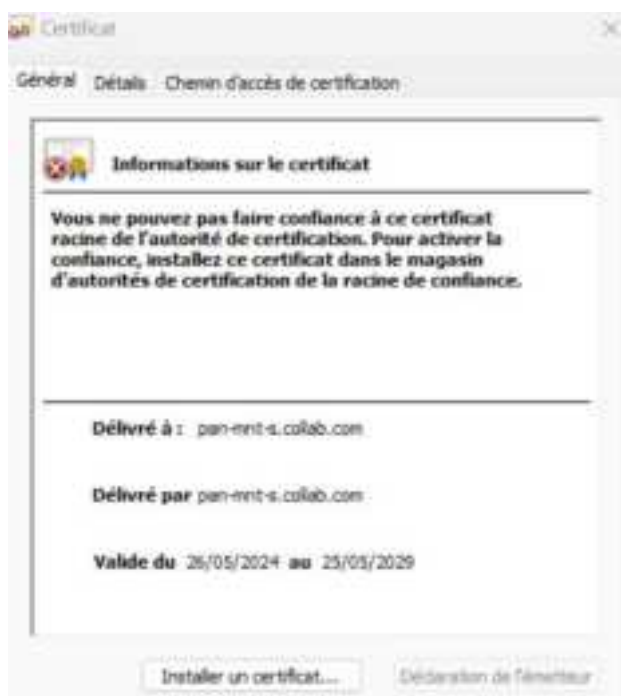 Certificat
Général Détails Chemin d'accès de certification
Informations sur le certificat
Vous ne pouvez pas faire confiance à ce certificat
racine de l'autorité de certification. Pour activer la
confiance, installez ce certificat dans le magasin
d'autorités de certification de la racine de confiance.
Délivré à : pan-mnt-s.collab.com
Délivré par pan-mnt-s.collab.com
Valide du 26/05/2024 au 25/05/2029
Installer un certificat... Déclaration de l'émetteur